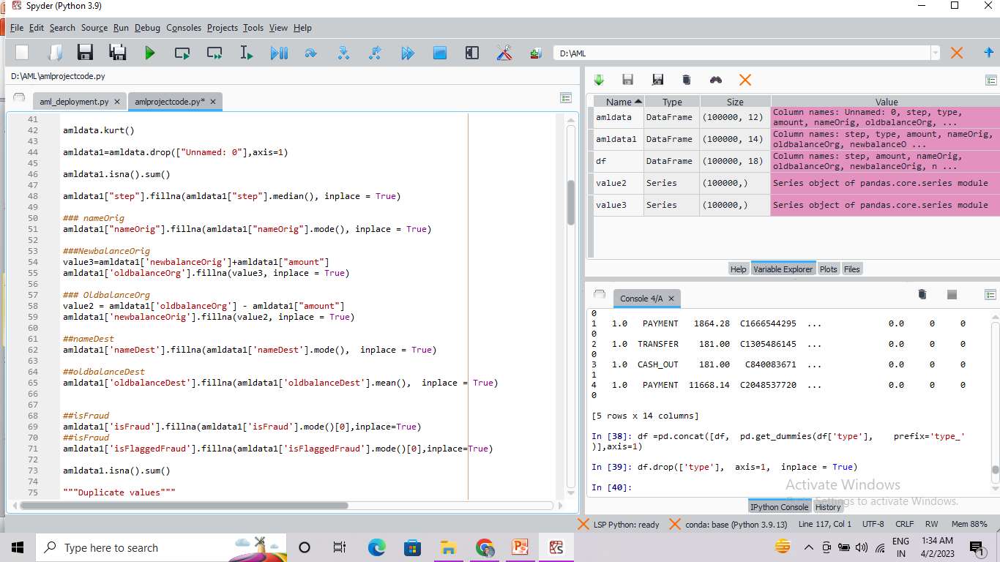 Spyder (Python 3.9)
File Edit Search Source Run Debug Consoles Projects Tools View Help
D:\AML
D:\AML\amlprojectcode.py
aml_deployment.py
amlprojectcode.py*
41
42 amldata.kurt()
43
44 amldata1=amldata.drop(["Unnamed: 0"],axis=1)
45
46 amldata1.isna().sum()
47
48 amldata1["step"].fillna(amldata1["step"].median(), inplace = True)
49
50 ### nameOrig
51 amldata1["nameOrig"].fillna(amldata1["nameOrig"].mode(), inplace = True)
52
53 ###NewbalanceOrig
54 value3=amldata1['newbalanceOrig']+amldata1["amount"]
55 amldata1['oldbalanceOrg'].fillna(value3, inplace = True)
56
57 ### OldbalanceOrg
58 value2 = amldata1['oldbalanceOrg'] - amldata1["amount"]
59 amldata1['newbalanceOrig'].fillna(value2, inplace = True)
60
61 ##nameDest
62 amldata1['nameDest'].fillna(amldata1['nameDest'].mode(),  inplace = True)
63
64 ##oldbalanceDest
65 amldata1['oldbalanceDest'].fillna(amldata1['oldbalanceDest'].mean(),  inplace = True)
66
67
68 ##isFraud
69 amldata1['isFraud'].fillna(amldata1['isFraud'].mode()[0],inplace=True)
70 ##isFraud
71 amldata1['isFlaggedFraud'].fillna(amldata1['isFlaggedFraud'].mode()[0],inplace=True)
72
73 amldata1.isna().sum()
74
75 """Duplicate values"""
Name Type Size Value
amldata DataFrame (100000, 12) Column names: Unnamed: 0, step, type,
amount, nameOrig, oldbalanceOrg, ...
amldata1 DataFrame (100000, 14) Column names: step, type, amount, nameOrig,
oldbalanceOrg, newbalanceO ...
df DataFrame (100000, 18) Column names: step, amount, nameOrig,
oldbalanceOrg, newbalanceOrig, n ...
value2 Series (100000,) Series object of pandas.core.series module
value3 Series (100000,) Series object of pandas.core.series module
Help Variable Explorer Plots Files
Console 4/A
0
1 1.0 PAYMENT 1864.28 C1666544295 ... 0.0 0 0
0
2 1.0 TRANSFER 181.00 C1305486145 ... 0.0 0 0
0
3 1.0 CASH_OUT 181.00 C840083671 ... 0.0 0 0
1
4 1.0 PAYMENT 11668.14 C2048537720 ... 0.0 0 0
0
[5 rows x 14 columns]
In [38]: df =pd.concat([df,  pd.get_dummies(df['type'],    prefix='type_'
)],axis=1)
In [39]: df.drop(['type'],  axis=1,  inplace = True)
In [40]:
Activate Windows
Settings to activate Windows.
IPython Console History
LSP Python: ready conda: base (Python 3.9.13) Line 117, Col 1 UTF-8 CRLF RW Mem 88%
Type here to search
ENG
IN
1:34 AM
4/2/2023
1